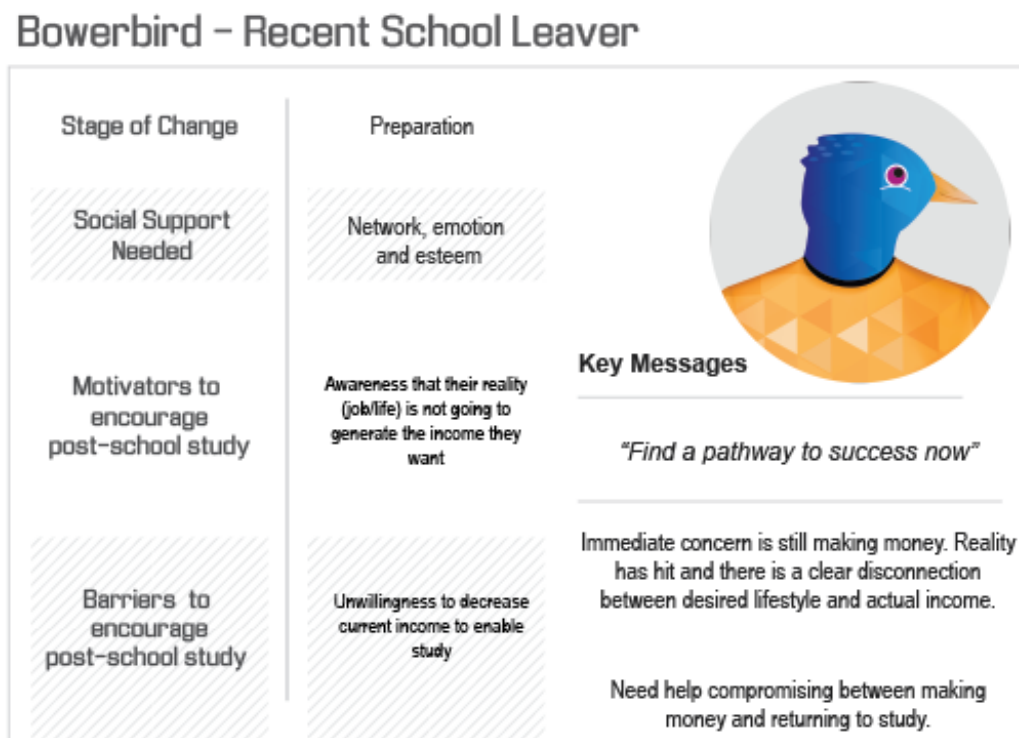 Bowerbird – Recent School Leaver
Stage of Change
Preparation
Social Support
Needed
Network, emotion
and esteem
Motivators to
encourage
post-school study
Awareness that their reality
(job/life) is not going to
generate the income they
want
Barriers to
encourage
post-school study
Unwillingness to decrease
current income to enable
study
Key Messages
"Find a pathway to success now"
Immediate concern is still making money. Reality
has hit and there is a clear disconnection
between desired lifestyle and actual income.
Need help compromising between making
money and returning to study.